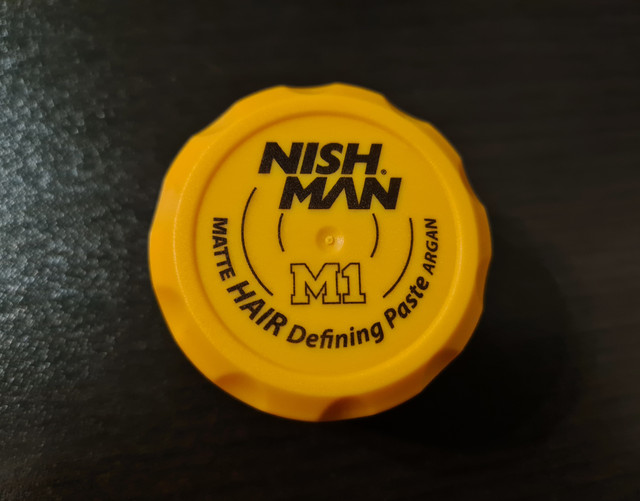 NISH
MAN
M1
MATTE HAIR Defining Paste ARGAN